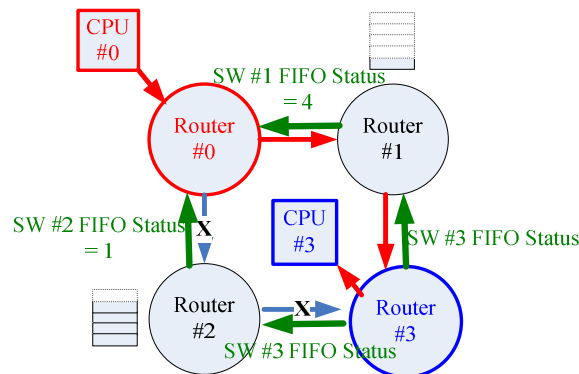 CPU
#0
SW #1 FIFO Status
= 4
Router
#0
Router
#1
SW #2 FIFO Status
= 1
X
CPU
#3
SW #3 FIFO Status
Router
#2
X
Router
#3
SW #3 FIFO Status